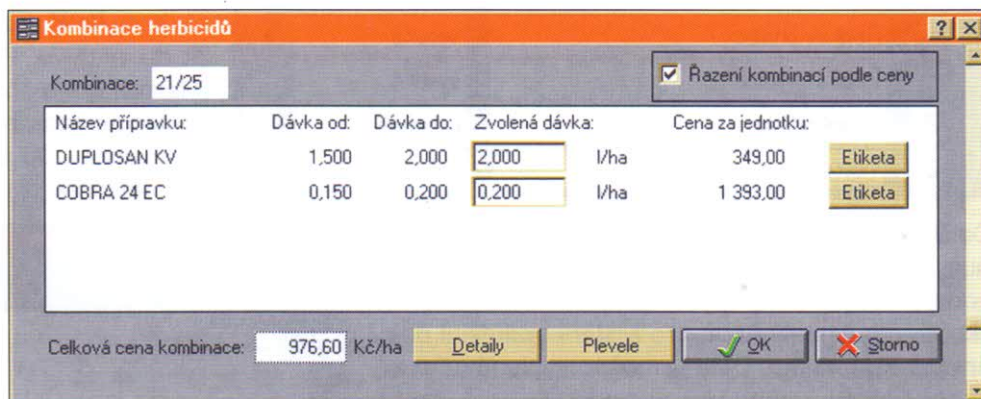 Kombinace herbicidů
Kombinace: 21/25
Řazení kombinací podle ceny
Název přípravku: Dávka od: Dávka do: Zvolená dávka: Cena za jednotku:
DUPLOSAN KV 1,500 2,000 2,000 l/ha 349,00 Etiketa
COBRA 24 EC 0,150 0,200 0,200 l/ha 1 393,00 Etiketa
Celková cena kombinace: 976,60 Kč/ha Detaily Plevele OK Storno